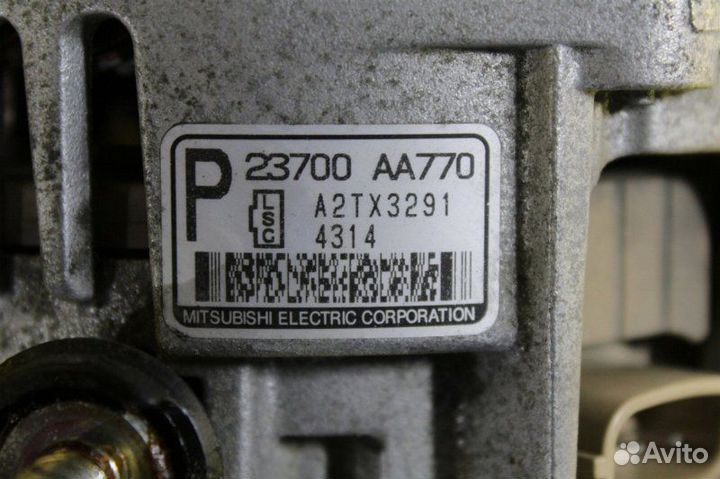 P 23700 AA770
LSC A2TX3291
4314
MITSUBISHI ELECTRIC CORPORATION
Avito